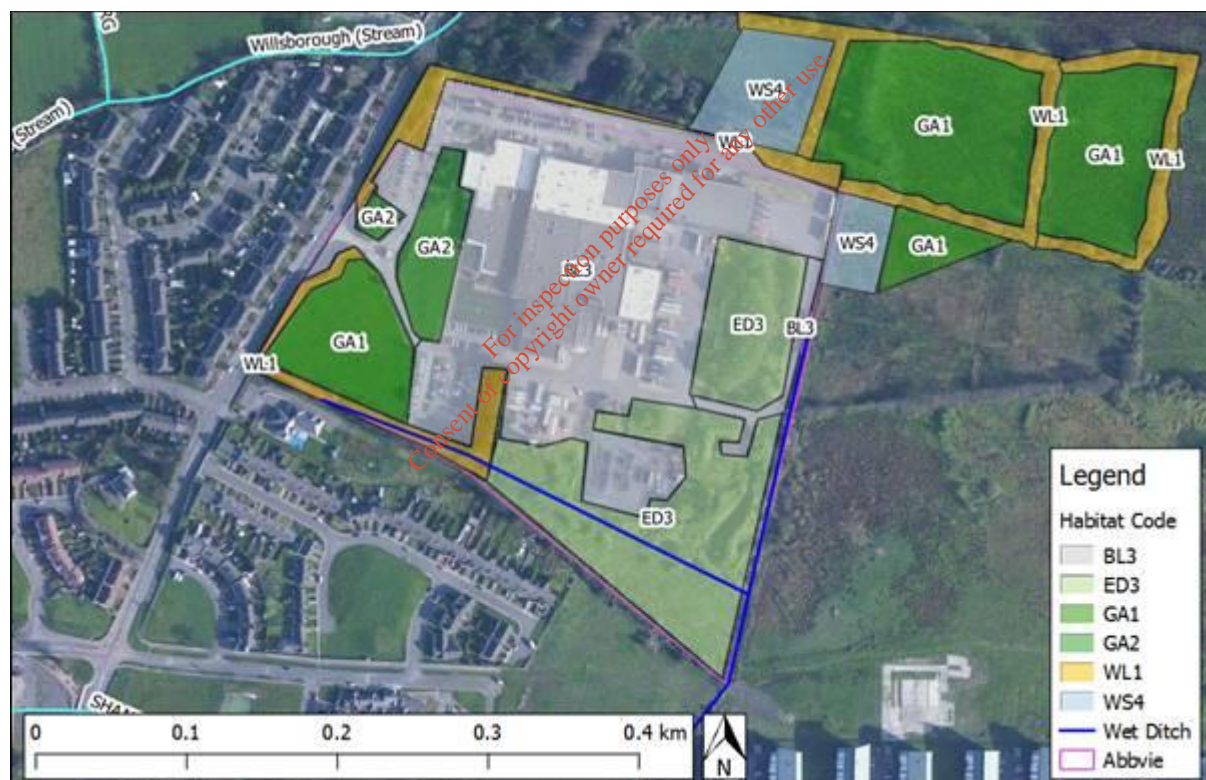 Willsborough (Stream)
(Stream)
WS4
GA1
WL1
GA1
WL1
WL1
GA2
GA2
WS4
GA1
BL3
ED3
BL3
GA1
WL1
ED3
For inspection purposes only.
Consent of copyright owner required for any other use.
SHAN
Legend
Habitat Code
BL3
ED3
GA1
GA2
WL1
WS4
Wet Ditch
Abbvie
0 0.1 0.2 0.3 0.4 km
N